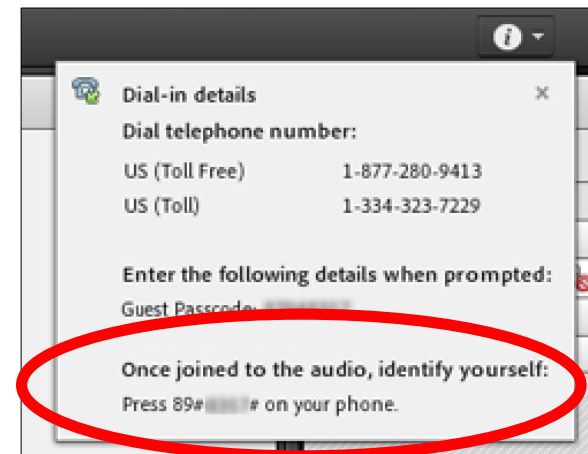 Dial-in details
Dial telephone number:
US (Toll Free) 1-877-280-9413
US (Toll) 1-334-323-7229
Enter the following details when prompted:
Guest Passcode:
Once joined to the audio, identify yourself:
Press 89# # on your phone.